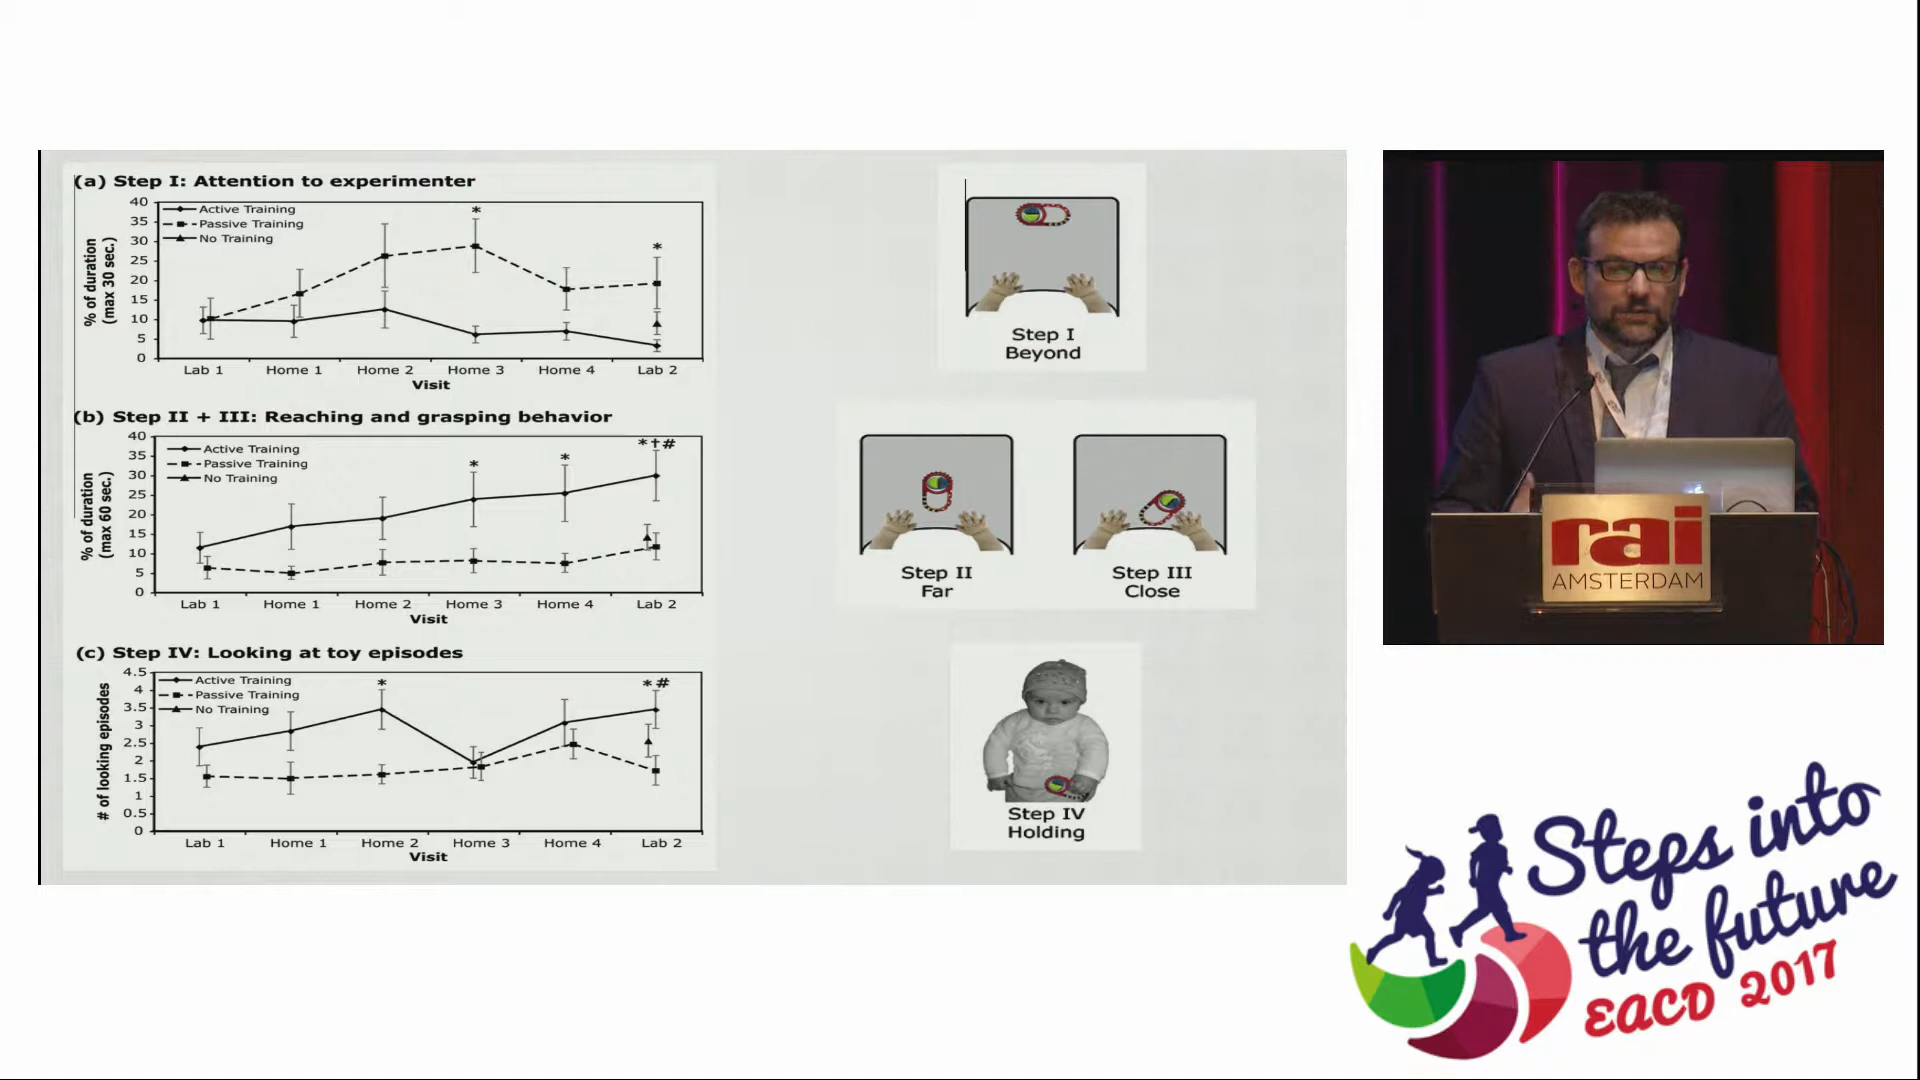 (a) Step I: Attention to experimenter
40
35
30
25
20
15
10
5
0
% of duration
(max 30 sec.)
Active Training
Passive Training
No Training
*
*
Lab 1 Home 1 Home 2 Home 3 Home 4 Lab 2
Visit
(b) Step II + III: Reaching and grasping behavior
40
35
30
25
20
15
10
5
0
% of duration
(max 60 sec.)
Active Training
Passive Training
No Training
*
*
*†#
Lab 1 Home 1 Home 2 Home 3 Home 4 Lab 2
Visit
(c) Step IV: Looking at toy episodes
4.5
4
3.5
3
2.5
2
1.5
1
0.5
0
# of looking episodes
Active Training
Passive Training
No Training
*
*#
Lab 1 Home 1 Home 2 Home 3 Home 4 Lab 2
Visit
Step I
Beyond
Step II
Far
Step III
Close
Step IV
Holding
rai
AMSTERDAM
Steps into
the future
EACD 2017